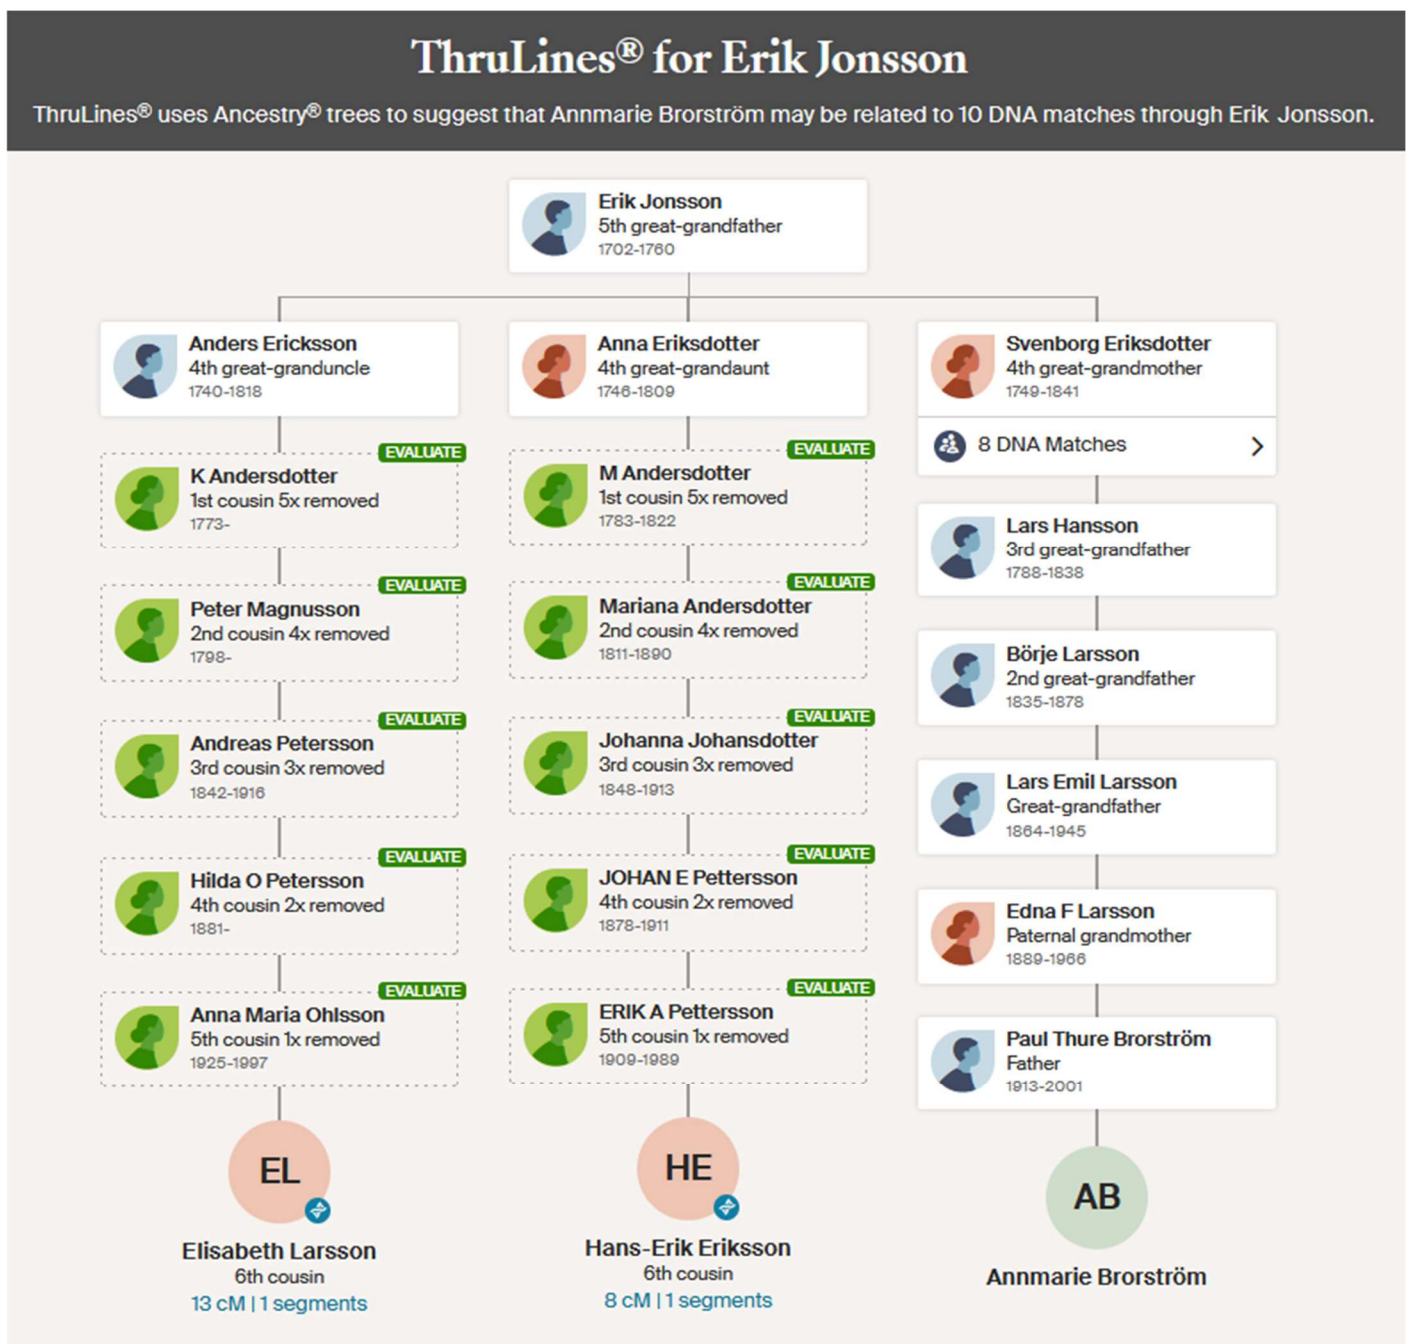 ThruLines® for Erik Jonsson
ThruLines® uses Ancestry® trees to suggest that Annmarie Brorström may be related to 10 DNA matches through Erik Jonsson.
Erik Jonsson
5th great-grandfather
1702-1760
Anders Ericksson
4th great-granduncle
1740-1818
EVALUATE
K Andersdotter
1st cousin 5x removed
1773-
EVALUATE
Peter Magnusson
2nd cousin 4x removed
1798-
EVALUATE
Andreas Petersson
3rd cousin 3x removed
1842-1916
EVALUATE
Hilda O Petersson
4th cousin 2x removed
1881-
EVALUATE
Anna Maria Ohlsson
5th cousin 1x removed
1925-1997
EL
Elisabeth Larsson
6th cousin
13 cM | 1 segments
Anna Eriksdotter
4th great-grandaunt
1746-1809
EVALUATE
M Andersdotter
1st cousin 5x removed
1783-1822
EVALUATE
Mariana Andersdotter
2nd cousin 4x removed
1811-1890
EVALUATE
Johanna Johansdotter
3rd cousin 3x removed
1848-1913
EVALUATE
JOHAN E Pettersson
4th cousin 2x removed
1878-1911
EVALUATE
ERIK A Pettersson
5th cousin 1x removed
1909-1989
HE
Hans-Erik Eriksson
6th cousin
8 cM | 1 segments
Svenborg Eriksdotter
4th great-grandmother
1749-1841
8 DNA Matches
Lars Hansson
3rd great-grandfather
1788-1838
Börje Larsson
2nd great-grandfather
1835-1878
Lars Emil Larsson
Great-grandfather
1864-1945
Edna F Larsson
Paternal grandmother
1889-1966
Paul Thure Brorström
Father
1913-2001
AB
Annmarie Brorström